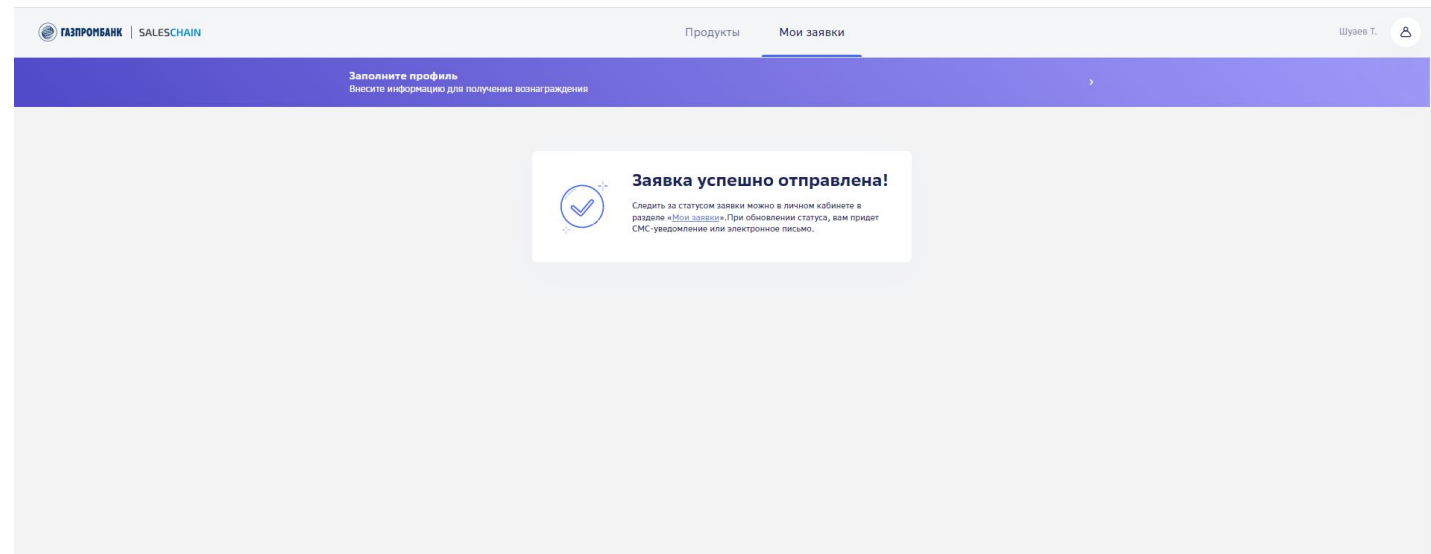 ГАЗПРОМБАНК | SALESCHAIN
Продукты
Мои заявки
Шуаев Т.
Заполните профиль
Внесите информацию для получения вознаграждения
Заявка успешно отправлена!
Следить за статусом заявки можно в личном кабинете в
разделе «Мои заявки».При обновлении статуса, вам придет
СМС-уведомление или электронное письмо.